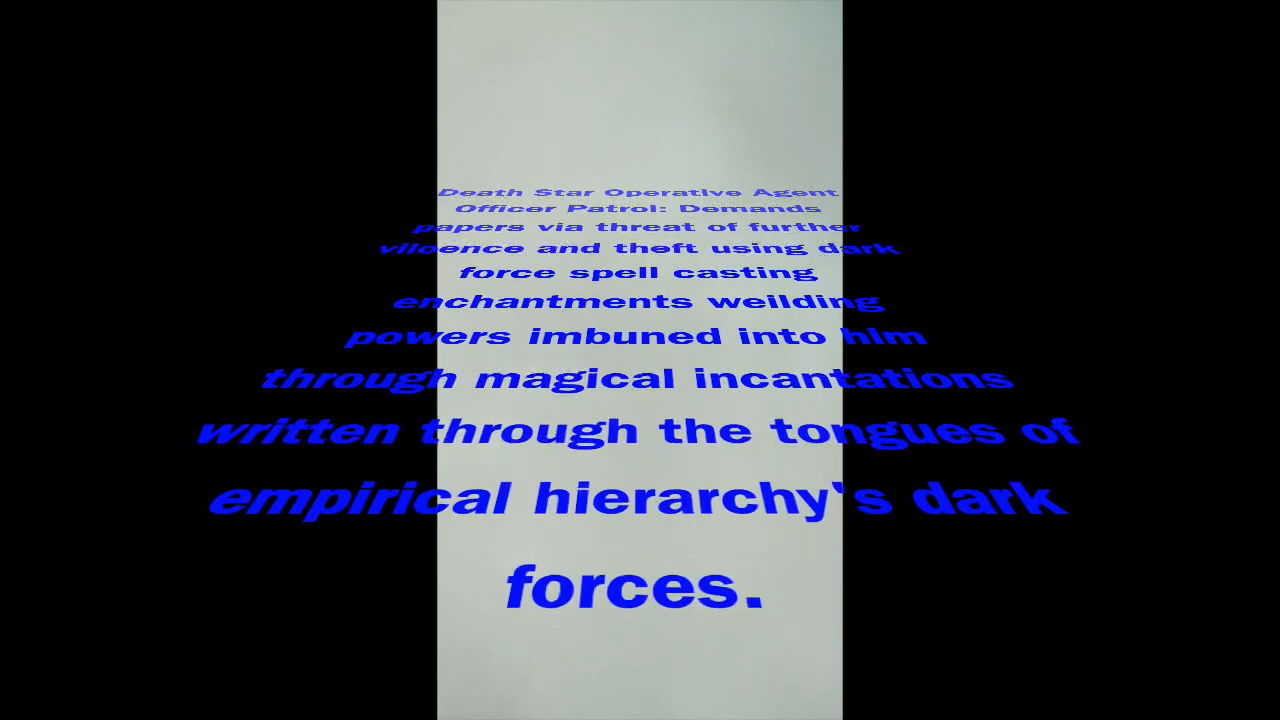 Death Star Operative Agent
Officer Patrol: Demands
papers via threat of further
viloence and theft using dark
force spell casting
enchantments weilding
powers imbuned into him
through magical incantations
written through the tongues of
empirical hierarchy's dark
forces.